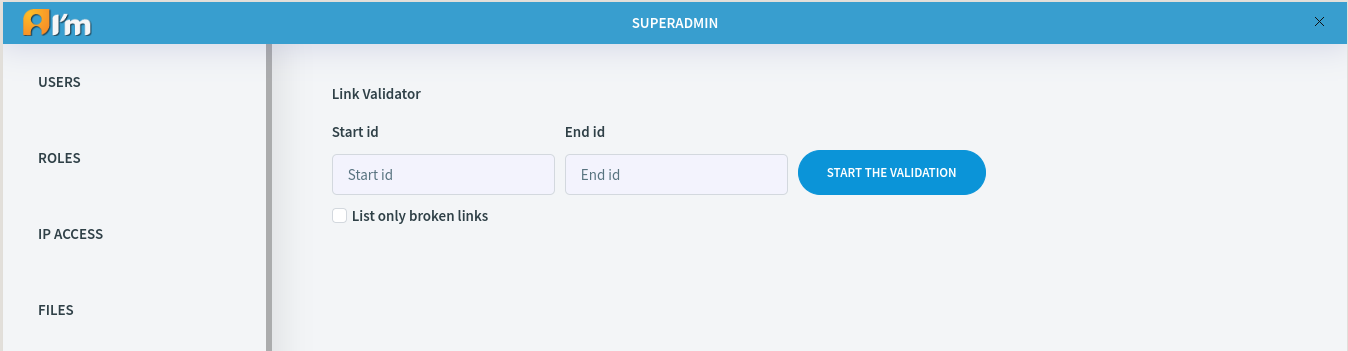 AI'm
SUPERADMIN
USERS
ROLES
IP ACCESS
FILES
Link Validator
Start id
End id
Start id
End id
START THE VALIDATION
List only broken links